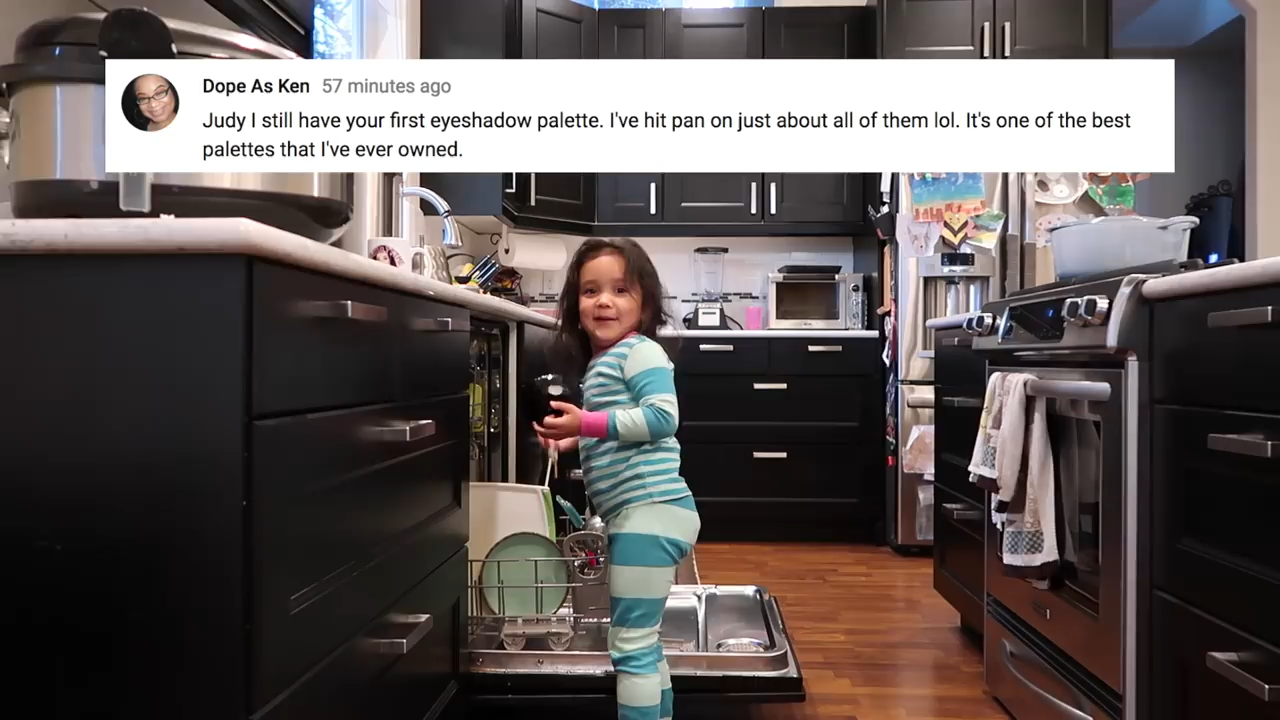 Dope As Ken 57 minutes ago
Judy I still have your first eyeshadow palette. I've hit pan on just about all of them lol. It's one of the best
palettes that I've ever owned.